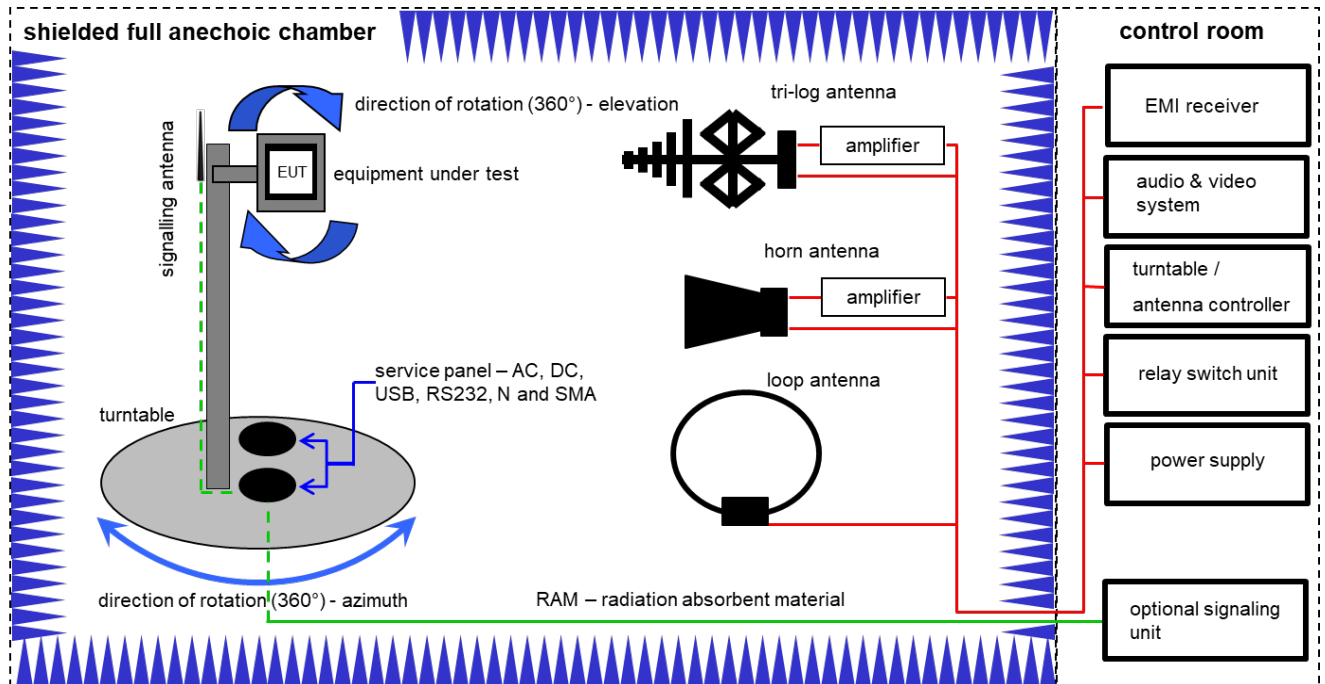 shielded full anechoic chamber
control room
direction of rotation (360°) - elevation
signalling antenna
EUT
equipment under test
tri-log antenna
amplifier
horn antenna
amplifier
loop antenna
service panel – AC, DC,
USB, RS232, N and SMA
turntable
direction of rotation (360°) - azimuth
RAM – radiation absorbent material
EMI receiver
audio & video
system
turntable /
antenna controller
relay switch unit
power supply
optional signaling
unit